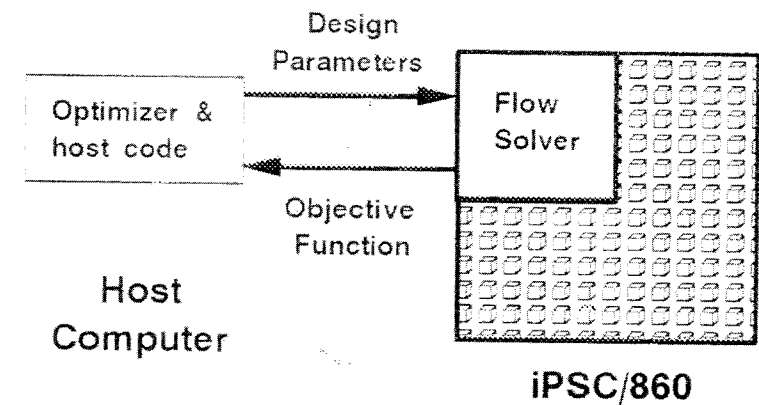 Design
Parameters
Optimizer &
host code
Flow
Solver
Objective
Function
Host
Computer
iPSC/860